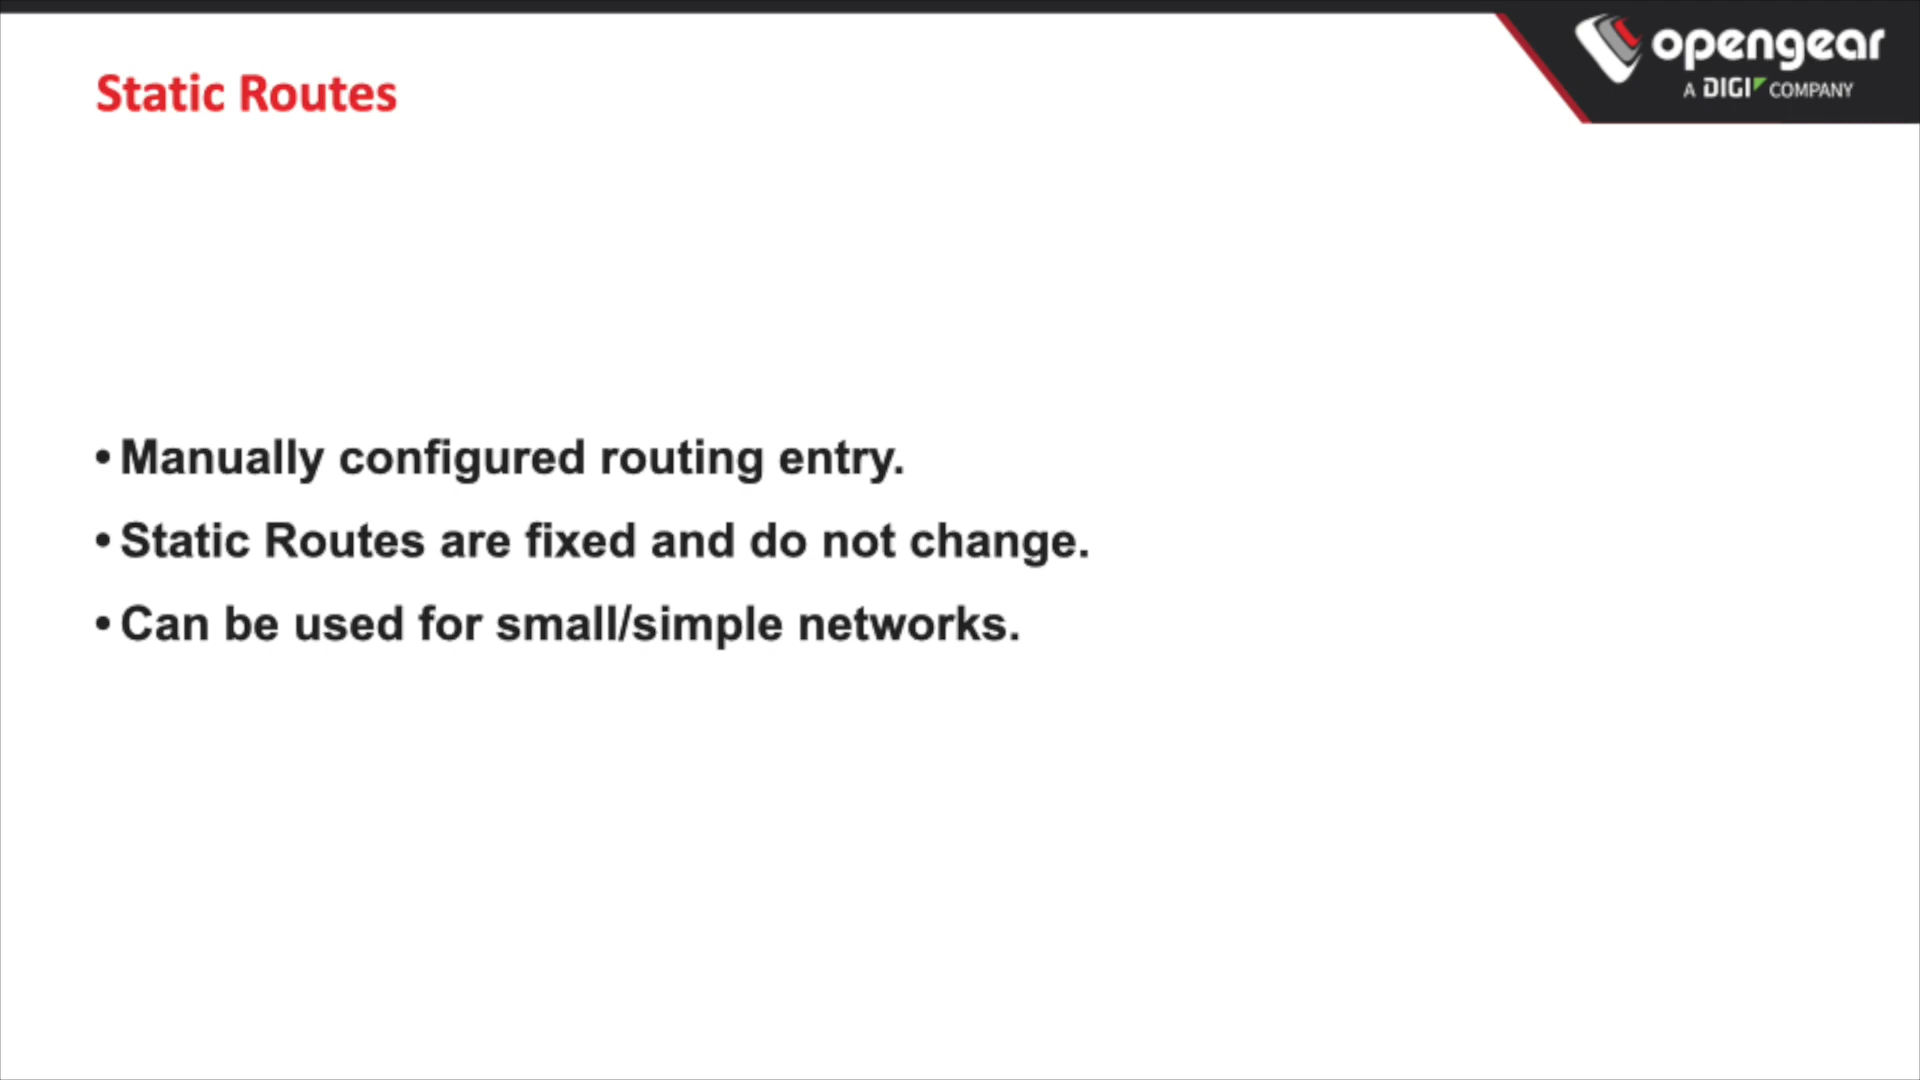 Static Routes
opengear
A DIGI COMPANY
• Manually configured routing entry.
• Static Routes are fixed and do not change.
• Can be used for small/simple networks.